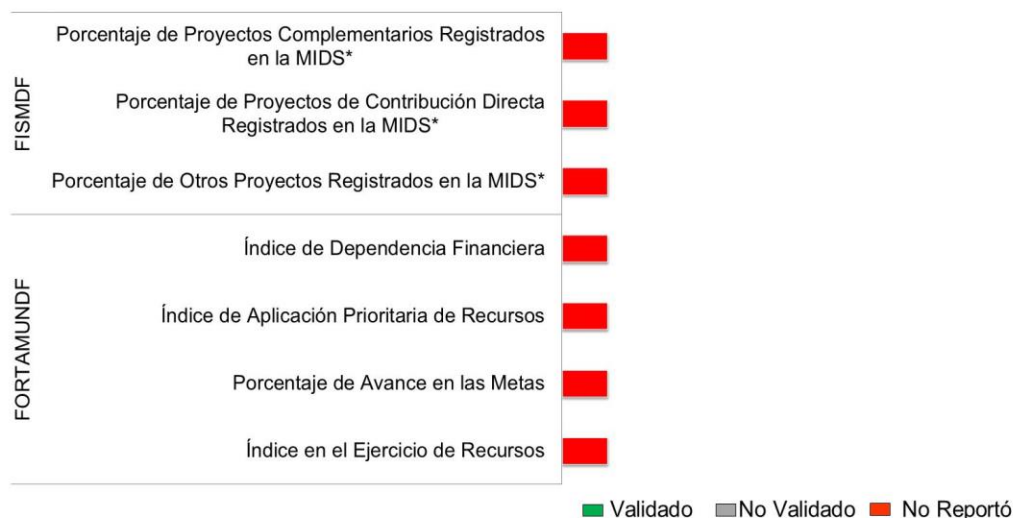 FISMDF
Porcentaje de Proyectos Complementarios Registrados
en la MIDS*
Porcentaje de Proyectos de Contribución Directa
Registrados en la MIDS*
Porcentaje de Otros Proyectos Registrados en la MIDS*
FORTAMUNDF
Índice de Dependencia Financiera
Índice de Aplicación Prioritaria de Recursos
Porcentaje de Avance en las Metas
Índice en el Ejercicio de Recursos
Validado No Validado No Reportó